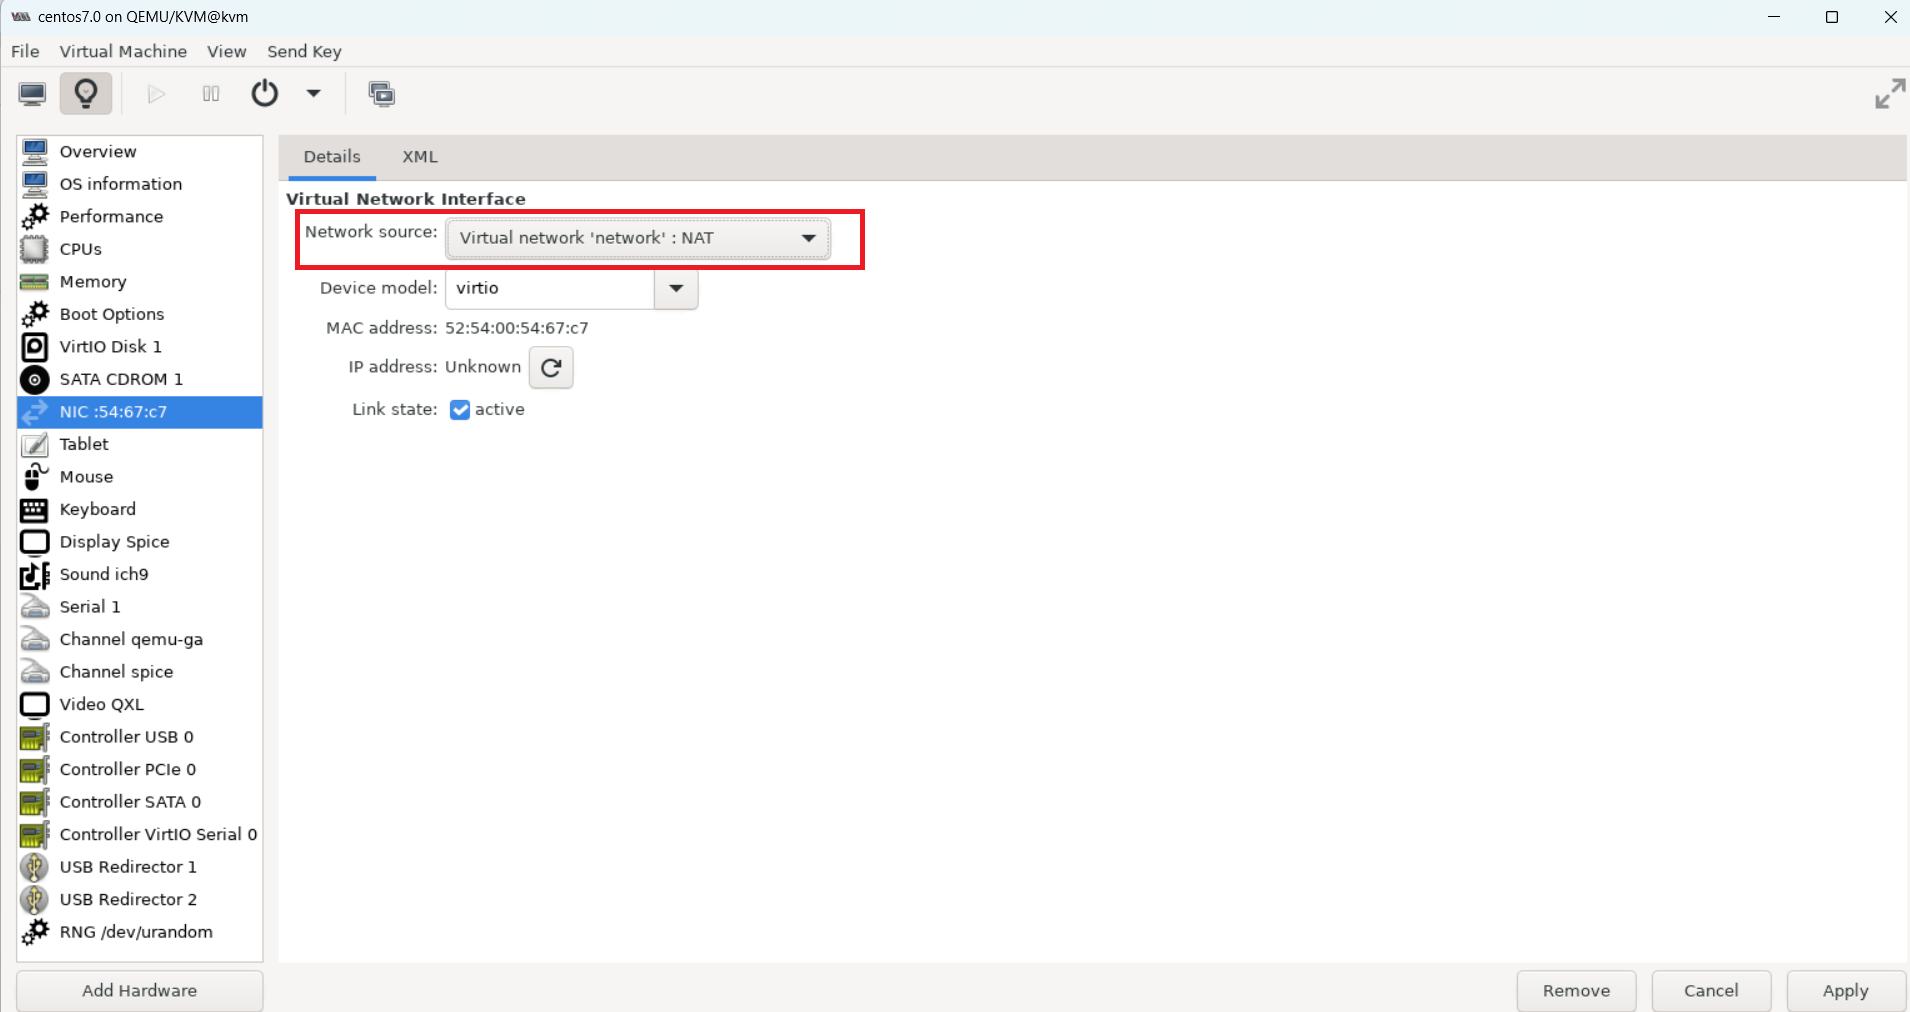 centos7.0 on QEMU/KVM@kvm
File Virtual Machine View Send Key
Overview
OS information
Performance
CPUs
Memory
Boot Options
VirtIO Disk 1
SATA CDROM 1
NIC :54:67:c7
Tablet
Mouse
Keyboard
Display Spice
Sound ich9
Serial 1
Channel qemu-ga
Channel spice
Video QXL
Controller USB 0
Controller PCIe 0
Controller SATA 0
Controller VirtIO Serial 0
USB Redirector 1
USB Redirector 2
RNG /dev/urandom
Add Hardware
Details XML
Virtual Network Interface
Network source: Virtual network 'network' : NAT
Device model: virtio
MAC address: 52:54:00:54:67:c7
IP address: Unknown
Link state: active
Remove Cancel Apply